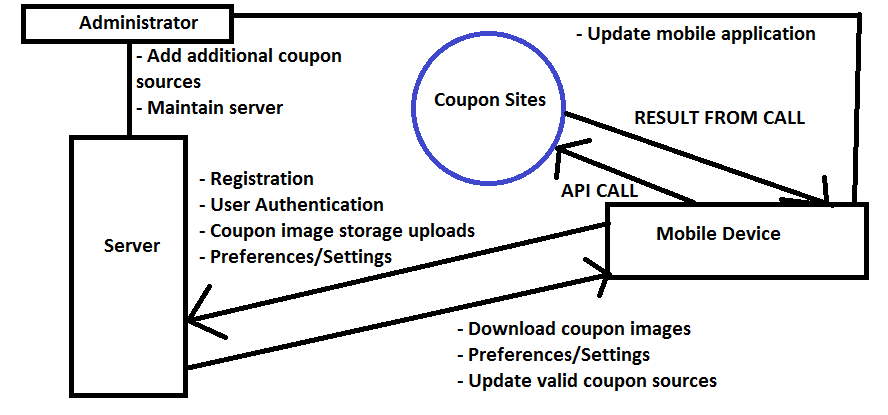 Administrator
- Add additional coupon
sources
- Maintain server
- Update mobile application
Coupon Sites
RESULT FROM CALL
API CALL
- Registration
- User Authentication
- Coupon image storage uploads
- Preferences/Settings
Server
Mobile Device
- Download coupon images
- Preferences/Settings
- Update valid coupon sources